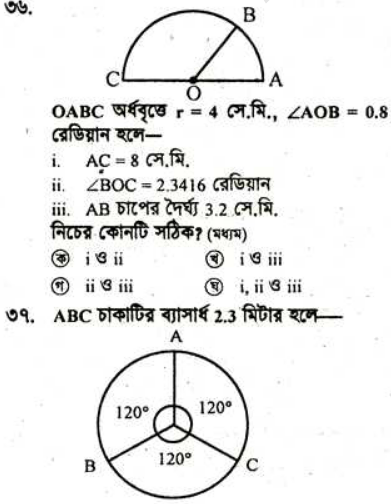 ৩৬.
B
C
O
A
OABC অর্ধবৃত্তে r = 4 সে.মি., ∠AOB = 0.8
রেডিয়ান হলে—
i. AC = 8 সে.মি.
ii. ∠BOC = 2.3416 রেডিয়ান
iii. AB চাপের দৈর্ঘ্য 3.2 সে.মি.
নিচের কোনটি সঠিক? (মধ্যম)
ক i ও ii
খ i ও iii
গ ii ও iii
ঘ i, ii ও iii
৩৭. ABC চাকাটির ব্যাসার্ধ 2.3 মিটার হলে—
A
120° 120°
120°
B
C